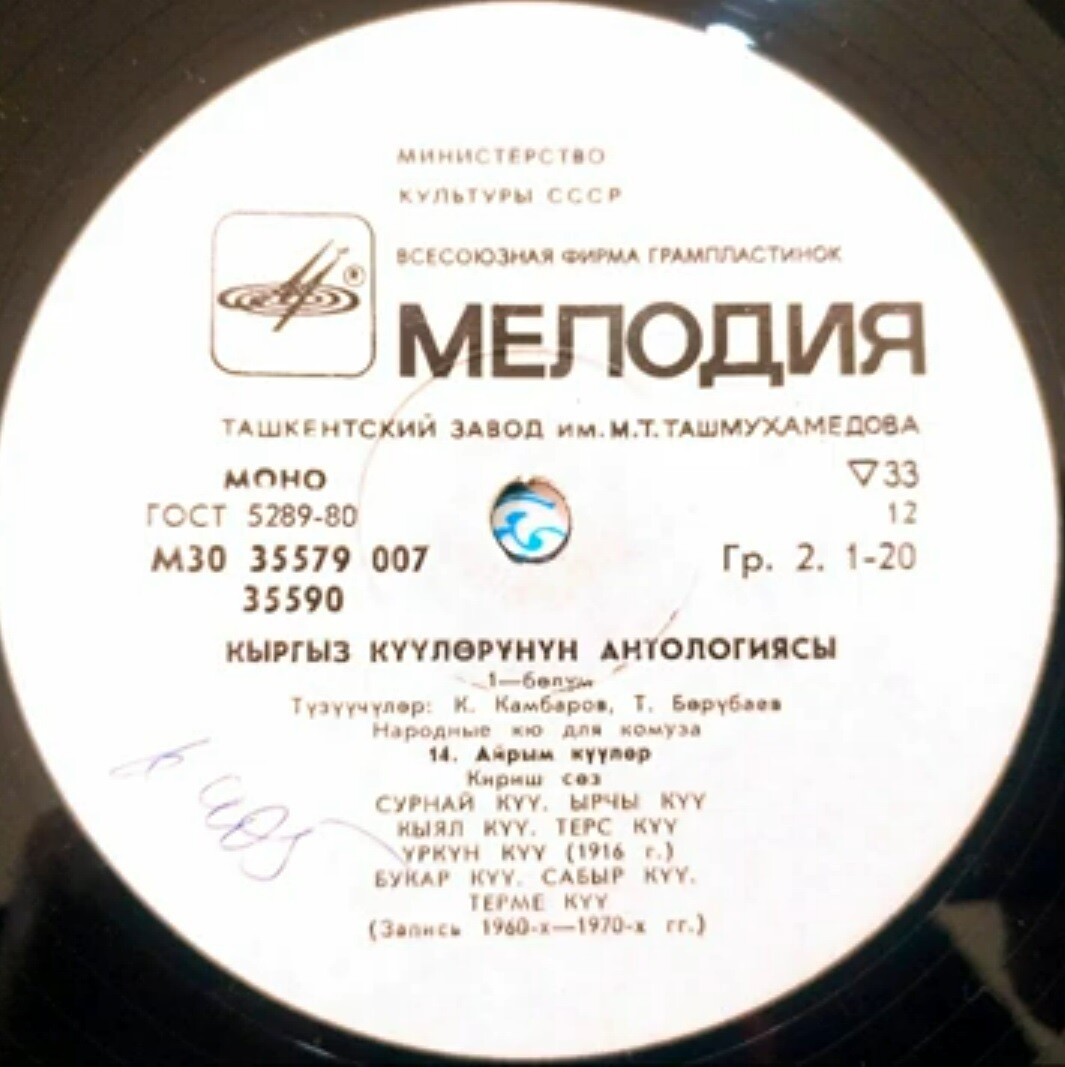 МИНИСТЕРСТВО
КУЛЬТУРЫ СССР
ВСЕСОЮЗНАЯ ФИРМА ГРАМПЛАСТИНОК
®
МЕЛОДИЯ
ТАШКЕНТСКИЙ ЗАВОД им. М.Т. ТАШМУХАМЕДОВА
МОНО ▽33
ГОСТ 5289-80 12
М30 35579 007 Гр. 2. 1-20
35590
КЫРГЫЗ КҮҮЛӨРҮНҮН АНТОЛОГИЯСЫ
1—бөлүм
Түзүүчүлөр: К. Камбаров, Т. Бөрүбаев
Народные кю для комуза
14. Айрым күүлөр
Кириш сөз
СУРНАЙ КҮҮ. ЫРЧЫ КҮҮ
КЫЯЛ КҮҮ. ТЕРС КҮҮ
ҮРКҮН КҮҮ (1916 г.)
БУКАР КҮҮ. САБЫР КҮҮ.
ТЕРМЕ КҮҮ
(Запись 1960-х—1970-х гг.)